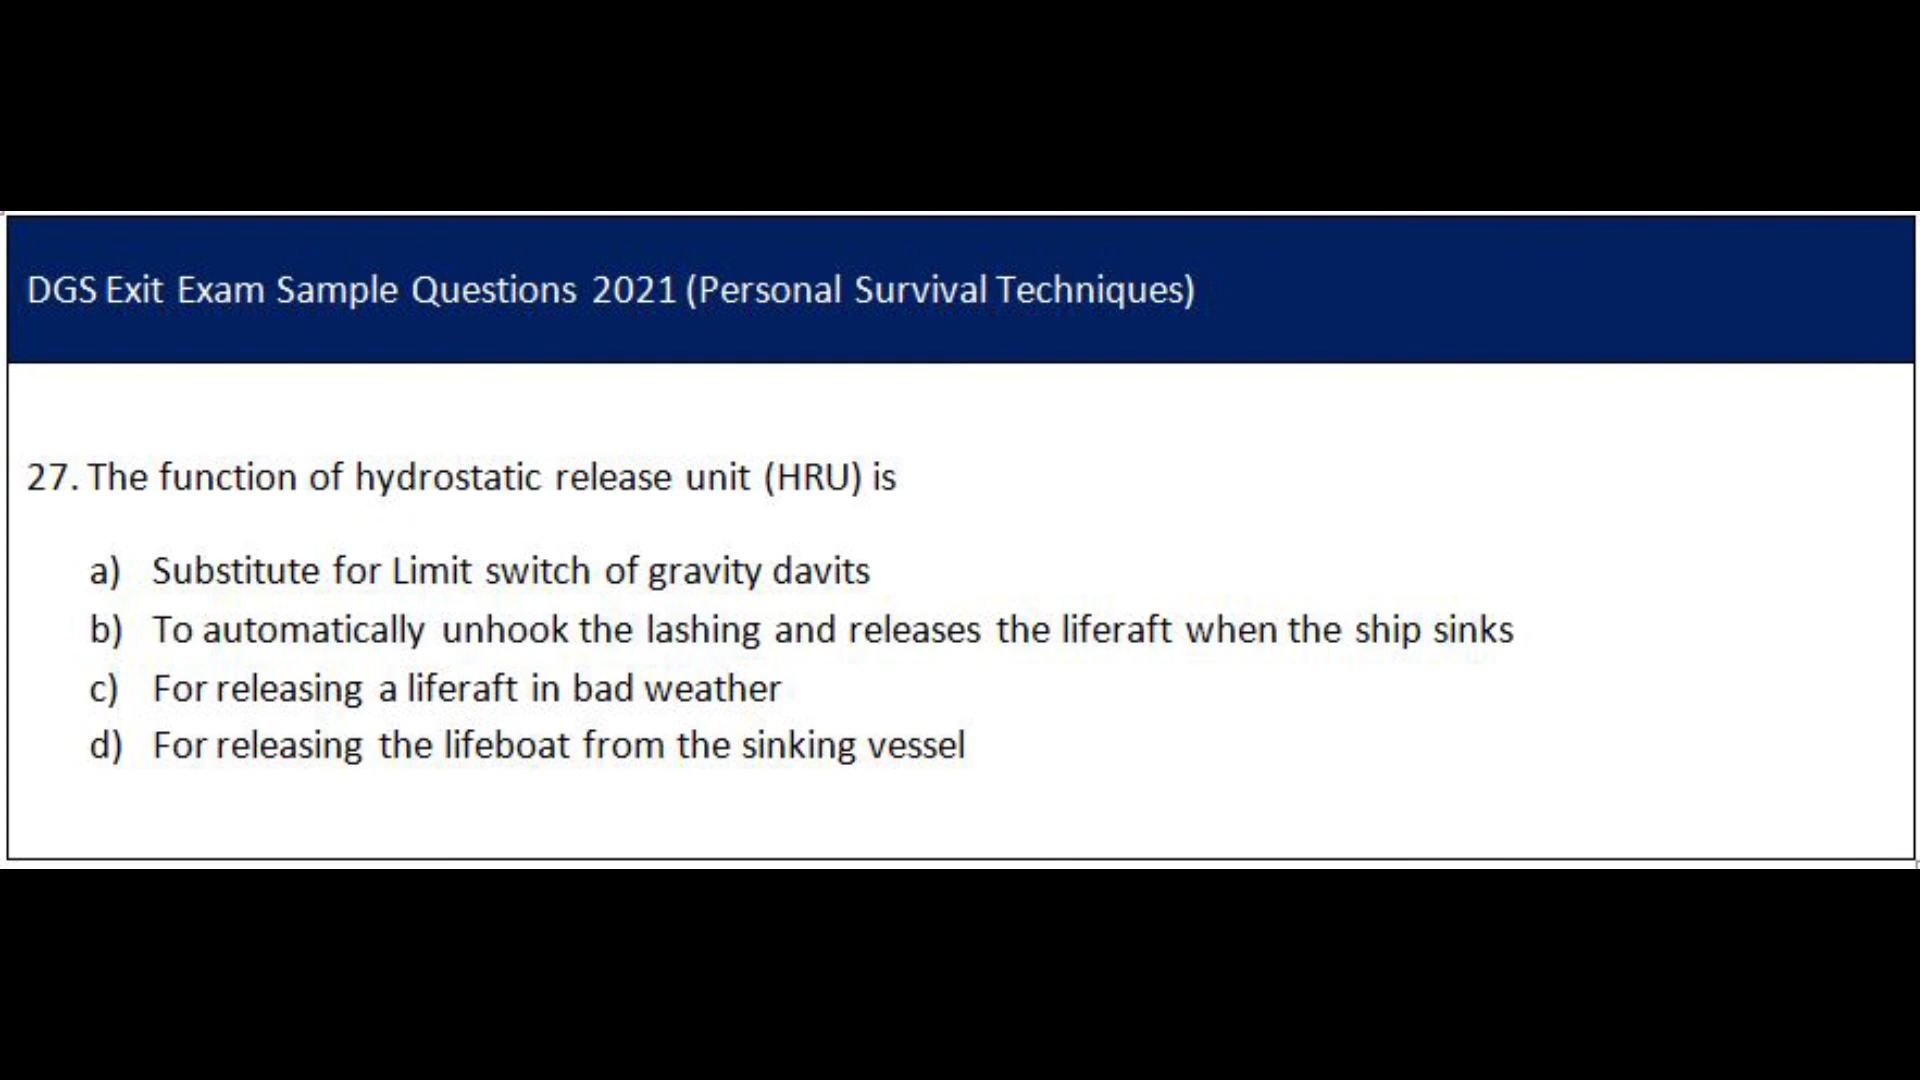 DGS Exit Exam Sample Questions 2021 (Personal Survival Techniques)
27. The function of hydrostatic release unit (HRU) is
a) Substitute for Limit switch of gravity davits
b) To automatically unhook the lashing and releases the liferaft when the ship sinks
c) For releasing a liferaft in bad weather
d) For releasing the lifeboat from the sinking vessel